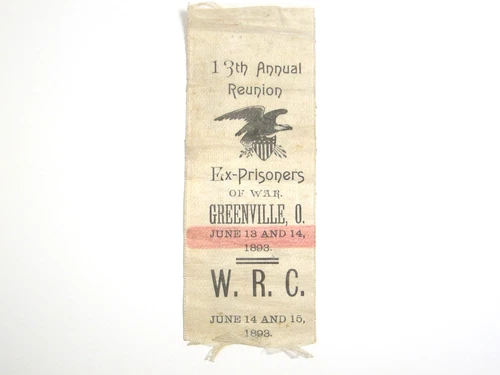 13th Annual
Reunion
Ex-Prisoners
OF WAR.
GREENVILLE, O.
JUNE 13 AND 14,
1893.
W. R. C.
JUNE 14 AND 15,
1893.